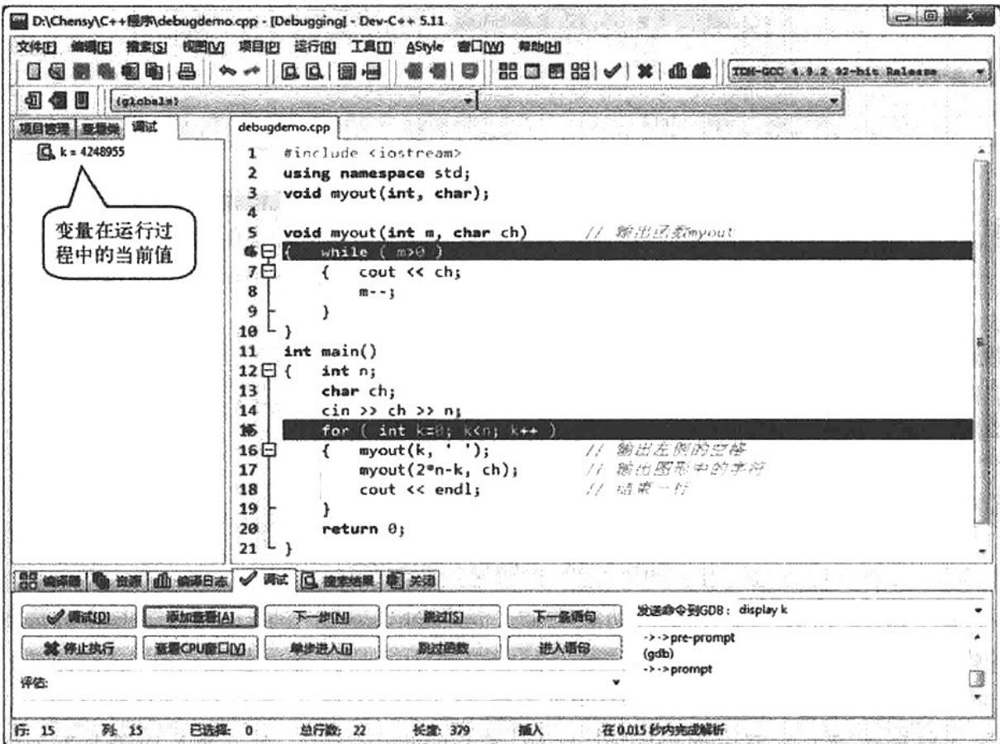 D:\Chensy\C++程序\debugdemo.cpp - [Debugging] - Dev-C++ 5.11
文件[F] 编辑[E] 搜索[S] 视图[V] 项目[P] 运行[R] 工具[T] AStyle 窗口[W] 帮助[H]
TDM-GCC 4.9.2 32-bit Release
(globals)
项目管理 查看类 调试
debugdemo.cpp
k = 4248955
变量在运行过
程中的当前值
1 #include <iostream>
2 using namespace std;
3 void myout(int, char);
4
5 void myout(int m, char ch) // 输出函数myout
6 { while ( m>0 )
7 { cout << ch;
8 m--;
9 }
10 }
11 int main()
12 { int n;
13 char ch;
14 cin >> ch >> n;
15 for ( int k=0; k<n; k++ )
16 { myout(k, ' '); // 输出左侧的空格
17 myout(2*n-k, ch); // 输出图形中的字符
18 cout << endl; // 结束一行
19 }
20 return 0;
21 }
编译器 资源 编译日志 调试 搜索结果 关闭
调试[D] 添加查看[A] 下一步[N] 跳过[S] 下一条语句
发送命令到GDB: display k
停止执行 查看CPU窗口[V] 单步进入[I] 跳过函数 进入语句
->->pre-prompt
(gdb)
->->prompt
评估:
行: 15 列: 15 已选择: 0 总行数: 22 长度: 379 插入 在 0.015 秒内完成解析